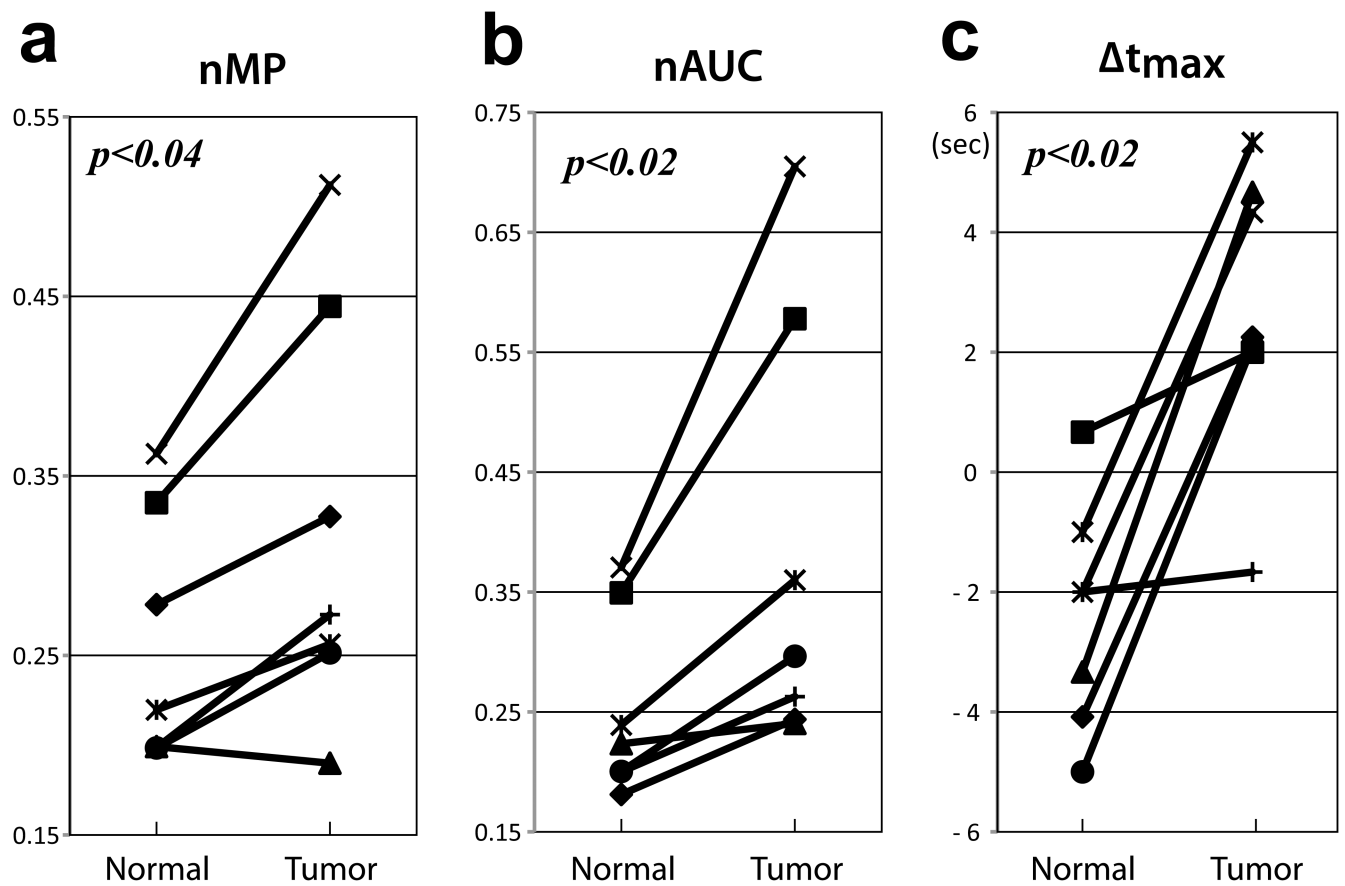 a
nMP
p<0.04
0.55
0.45
0.35
0.25
0.15
Normal Tumor
b
nAUC
p<0.02
0.75
0.65
0.55
0.45
0.35
0.25
0.15
Normal Tumor
c
Δtmax
(sec)
p<0.02
6
4
2
0
- 2
- 4
- 6
Normal Tumor